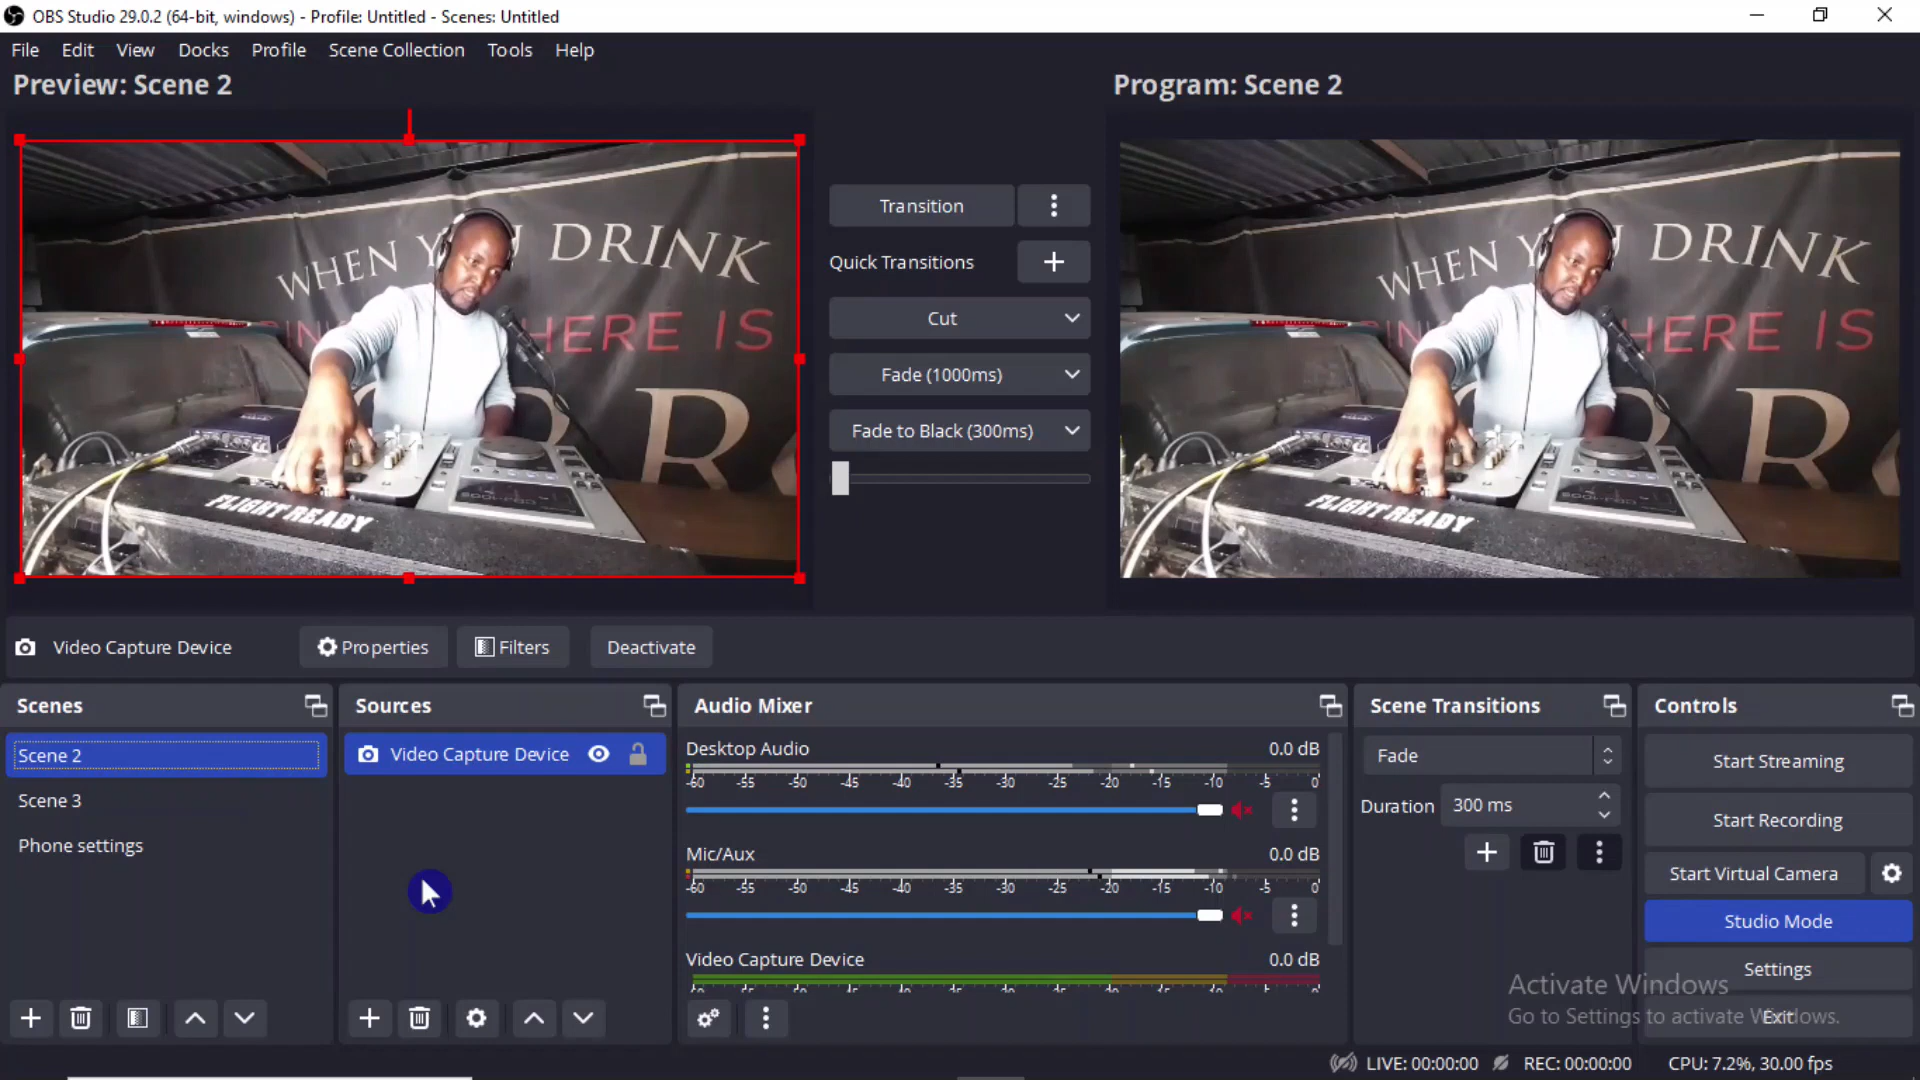 OBS Studio 29.0.2 (64-bit, windows) - Profile: Untitled - Scenes: Untitled
File Edit View Docks Profile Scene Collection Tools Help
Preview: Scene 2
Program: Scene 2
WHEN Y U DRINK
HERE IS
FLIGHT READY
Transition
Quick Transitions
Cut
Fade (1000ms)
Fade to Black (300ms)
WHEN Y U DRINK
HERE IS
FLIGHT READY
Video Capture Device
Properties
Filters
Deactivate
Scenes
Scene 2
Scene 3
Phone settings
Sources
Video Capture Device
Audio Mixer
Desktop Audio 0.0 dB
-60 -55 -50 -45 -40 -35 -30 -25 -20 -15 -10 -5 0
Mic/Aux 0.0 dB
-60 -55 -50 -45 -40 -35 -30 -25 -20 -15 -10 -5 0
Video Capture Device 0.0 dB
Scene Transitions
Fade
Duration 300 ms
Controls
Start Streaming
Start Recording
Start Virtual Camera
Studio Mode
Settings
Exit
Activate Windows
Go to Settings to activate Windows.
LIVE: 00:00:00 REC: 00:00:00 CPU: 7.2%, 30.00 fps